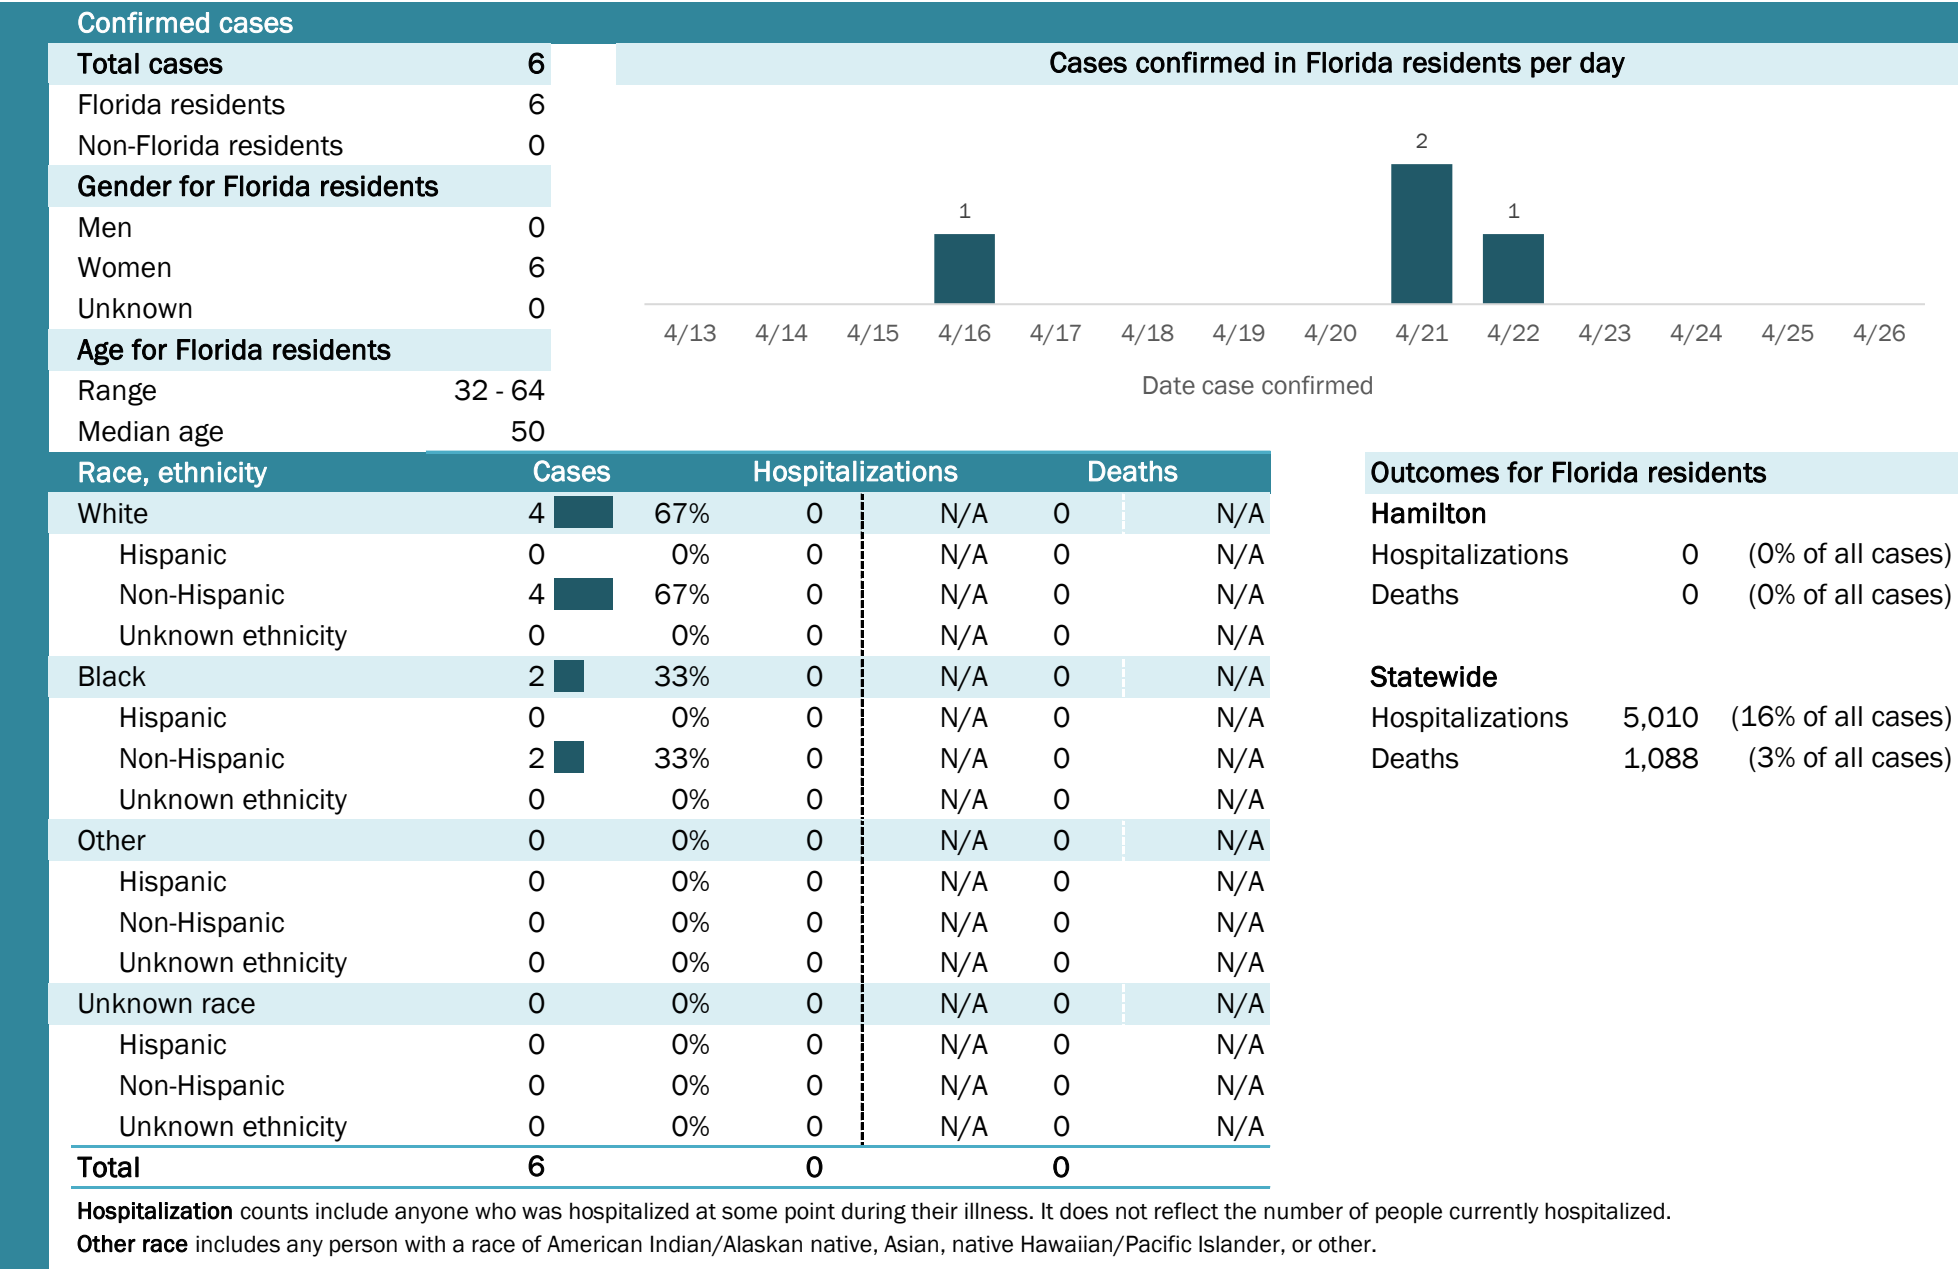 Confirmed cases
Total cases 6
Florida residents 6
Non-Florida residents 0
Gender for Florida residents
Men 0
Women 6
Unknown 0
Age for Florida residents
Range 32 - 64
Median age 50
Cases confirmed in Florida residents per day
2
1 1
4/13 4/14 4/15 4/16 4/17 4/18 4/19 4/20 4/21 4/22 4/23 4/24 4/25 4/26
Date case confirmed
Race, ethnicity Cases Hospitalizations Deaths
White 4 67% 0 N/A 0 N/A
Hispanic 0 0% 0 N/A 0 N/A
Non-Hispanic 4 67% 0 N/A 0 N/A
Unknown ethnicity 0 0% 0 N/A 0 N/A
Black 2 33% 0 N/A 0 N/A
Hispanic 0 0% 0 N/A 0 N/A
Non-Hispanic 2 33% 0 N/A 0 N/A
Unknown ethnicity 0 0% 0 N/A 0 N/A
Other 0 0% 0 N/A 0 N/A
Hispanic 0 0% 0 N/A 0 N/A
Non-Hispanic 0 0% 0 N/A 0 N/A
Unknown ethnicity 0 0% 0 N/A 0 N/A
Unknown race 0 0% 0 N/A 0 N/A
Hispanic 0 0% 0 N/A 0 N/A
Non-Hispanic 0 0% 0 N/A 0 N/A
Unknown ethnicity 0 0% 0 N/A 0 N/A
Total 6 0 0
Outcomes for Florida residents
Hamilton
Hospitalizations 0 (0% of all cases)
Deaths 0 (0% of all cases)
Statewide
Hospitalizations 5,010 (16% of all cases)
Deaths 1,088 (3% of all cases)
Hospitalization counts include anyone who was hospitalized at some point during their illness. It does not reflect the number of people currently hospitalized.
Other race includes any person with a race of American Indian/Alaskan native, Asian, native Hawaiian/Pacific Islander, or other.